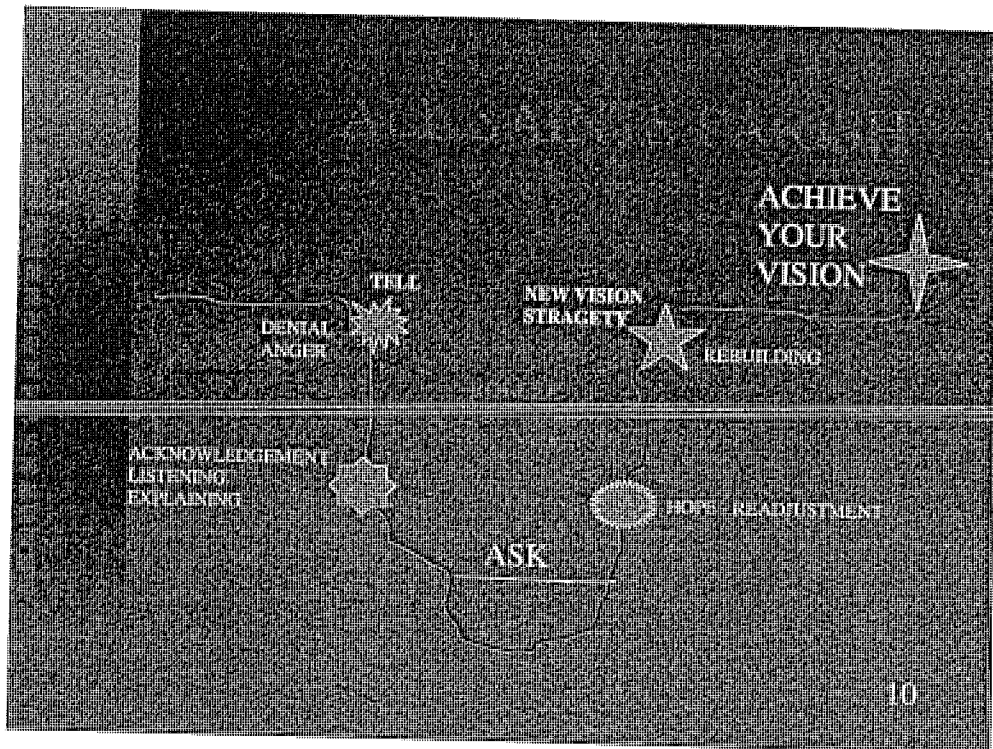 ACHIEVE
YOUR
VISION
TELL
DENIAL
ANGER
NEW VISION
STRAGETY
REBUILDING
ACKNOWLEDGEMENT
LISTENING
EXPLAINING
HOPE READJUSTMENT
ASK
10